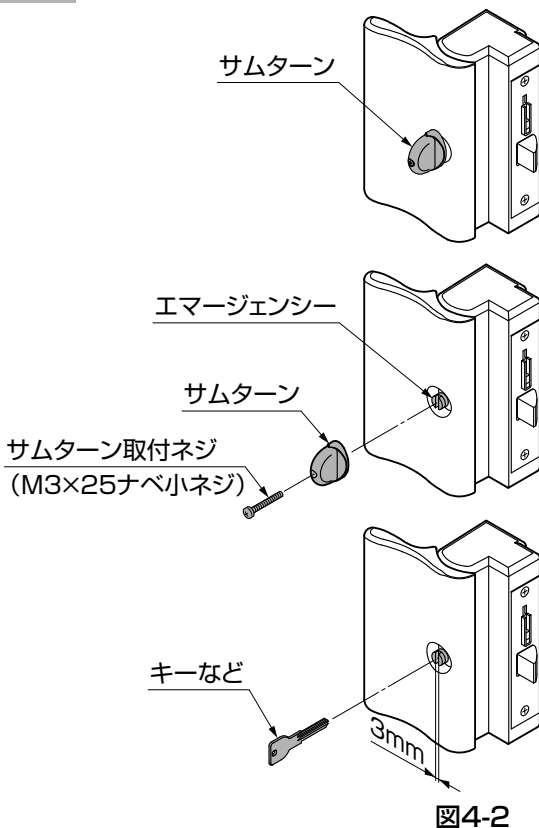 サムターン
エマージェンシー
サムターン
サムターン取付ネジ
（M3×25ナベ小ネジ）
キーなど
3mm
図4-2